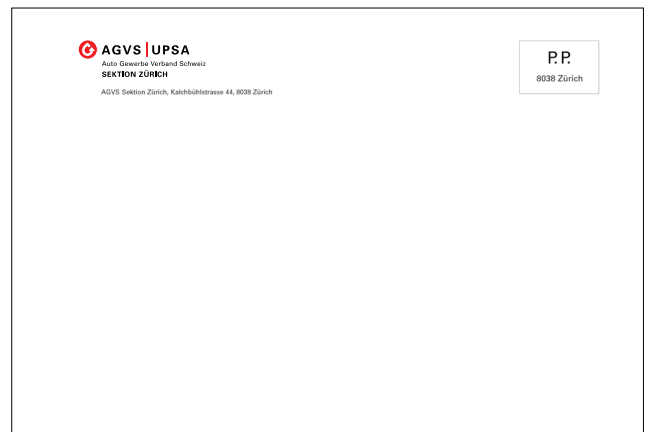 AGVS | UPSA
Auto Gewerbe Verband Schweiz
SEKTION ZÜRICH
AGVS Sektion Zürich, Kalchbühlstrasse 44, 8038 Zürich
P.P.
8038 Zürich